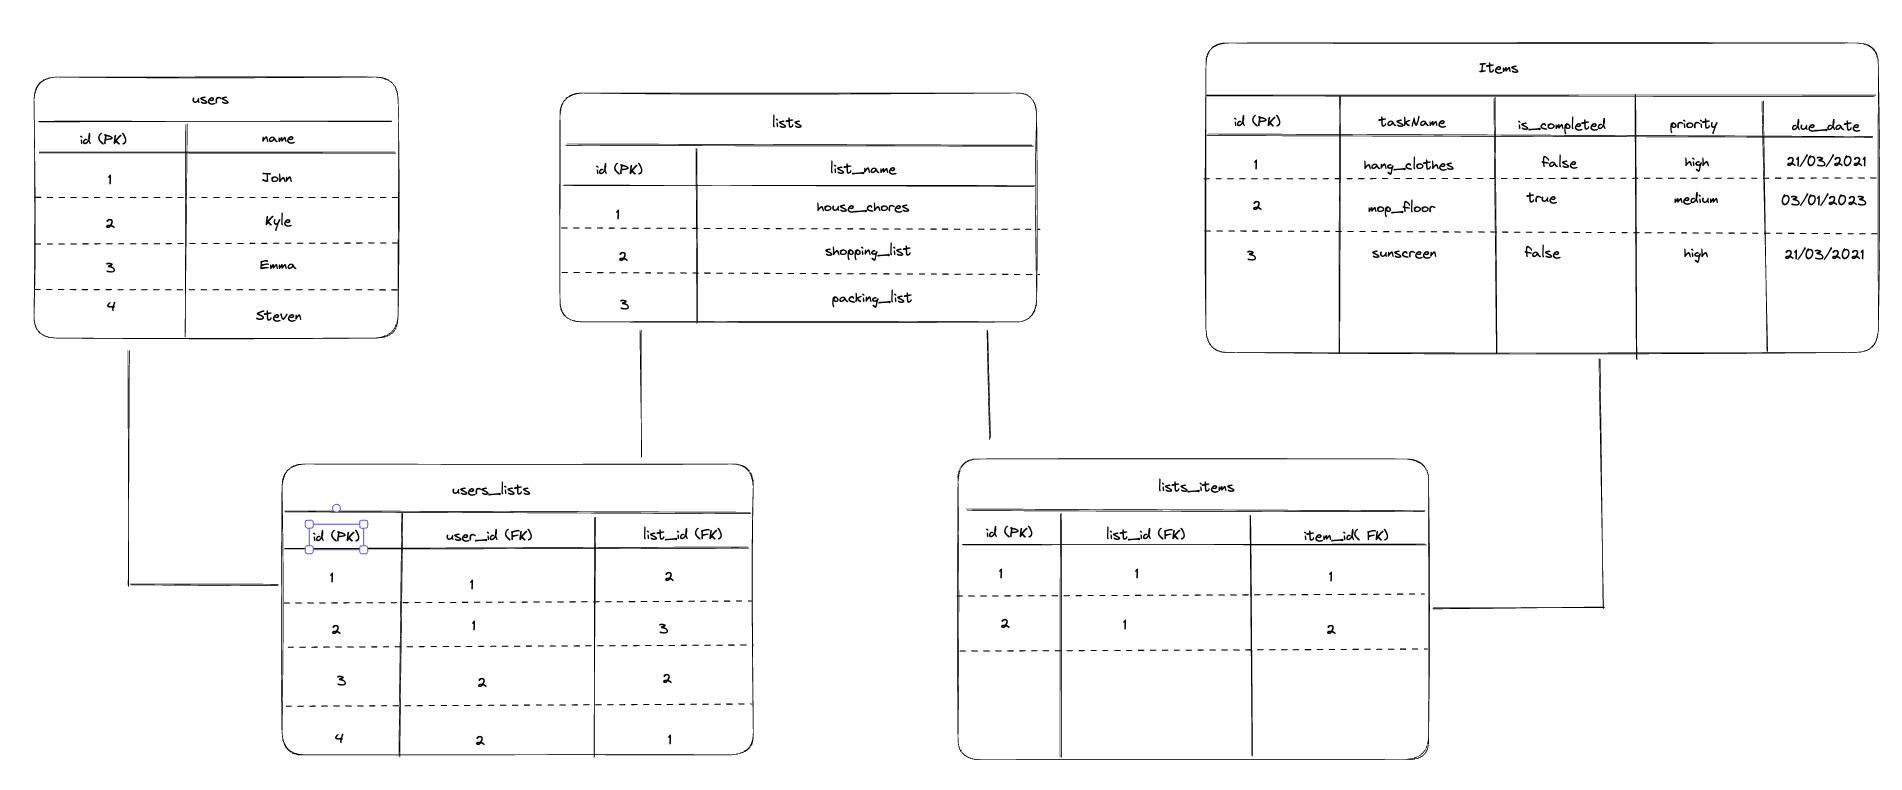 users
id (PK) name
1 John
2 Kyle
3 Emma
4 Steven
lists
id (PK) list_name
1 house_chores
2 shopping_list
3 packing_list
Items
id (PK) taskName is_completed priority due_date
1 hang_clothes false high 21/03/2021
2 mop_floor true medium 03/01/2023
3 sunscreen false high 21/03/2021
users_lists
id (PK) user_id (FK) list_id (FK)
1 1 2
2 1 3
3 2 2
4 2 1
lists_items
id (PK) list_id (FK) item_id( FK)
1 1 1
2 1 2